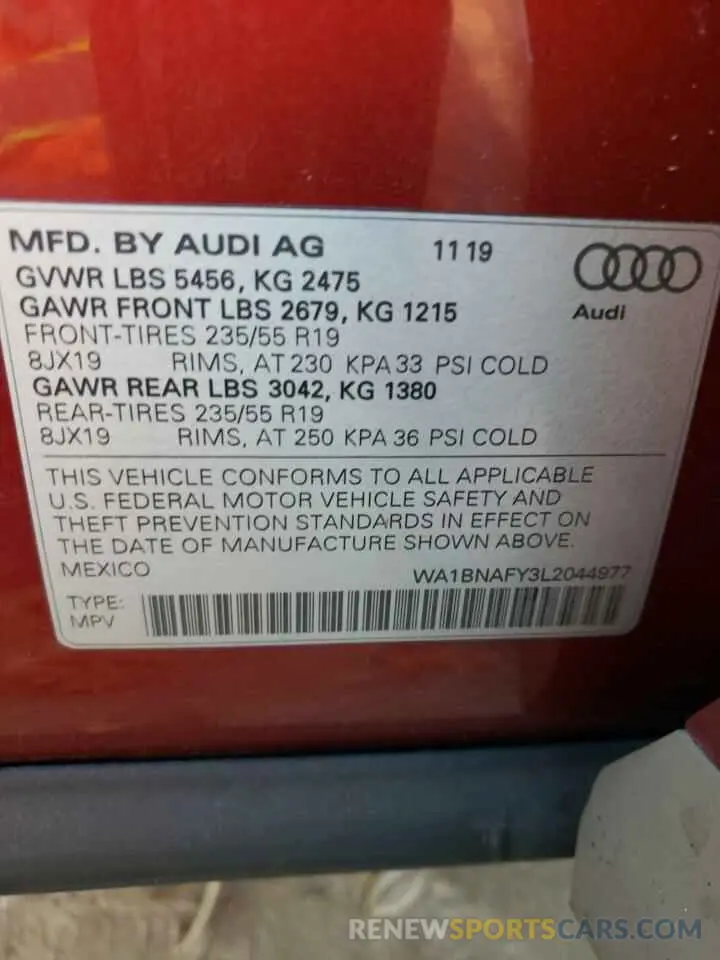 MFD. BY AUDI AG 11 19
GVWR LBS 5456, KG 2475
GAWR FRONT LBS 2679, KG 1215
Audi
FRONT-TIRES 235/55 R19
8JX19 RIMS, AT 230 KPA 33 PSI COLD
GAWR REAR LBS 3042, KG 1380
REAR-TIRES 235/55 R19
8JX19 RIMS, AT 250 KPA 36 PSI COLD
THIS VEHICLE CONFORMS TO ALL APPLICABLE
U.S. FEDERAL MOTOR VEHICLE SAFETY AND
THEFT PREVENTION STANDARDS IN EFFECT ON
THE DATE OF MANUFACTURE SHOWN ABOVE.
MEXICO WA1BNAFY3L2044977
TYPE:
MPV
RENEWSPORTSCARS.COM